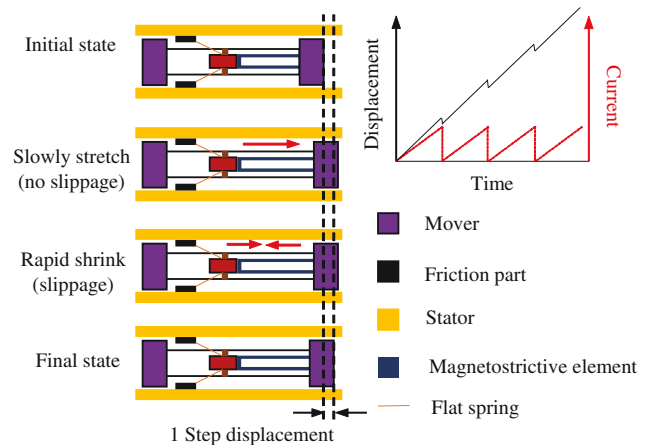 Initial state
Slowly stretch
(no slippage)
Rapid shrink
(slippage)
Final state
1 Step displacement
Displacement
Current
Time
Mover
Friction part
Stator
Magnetostrictive element
Flat spring